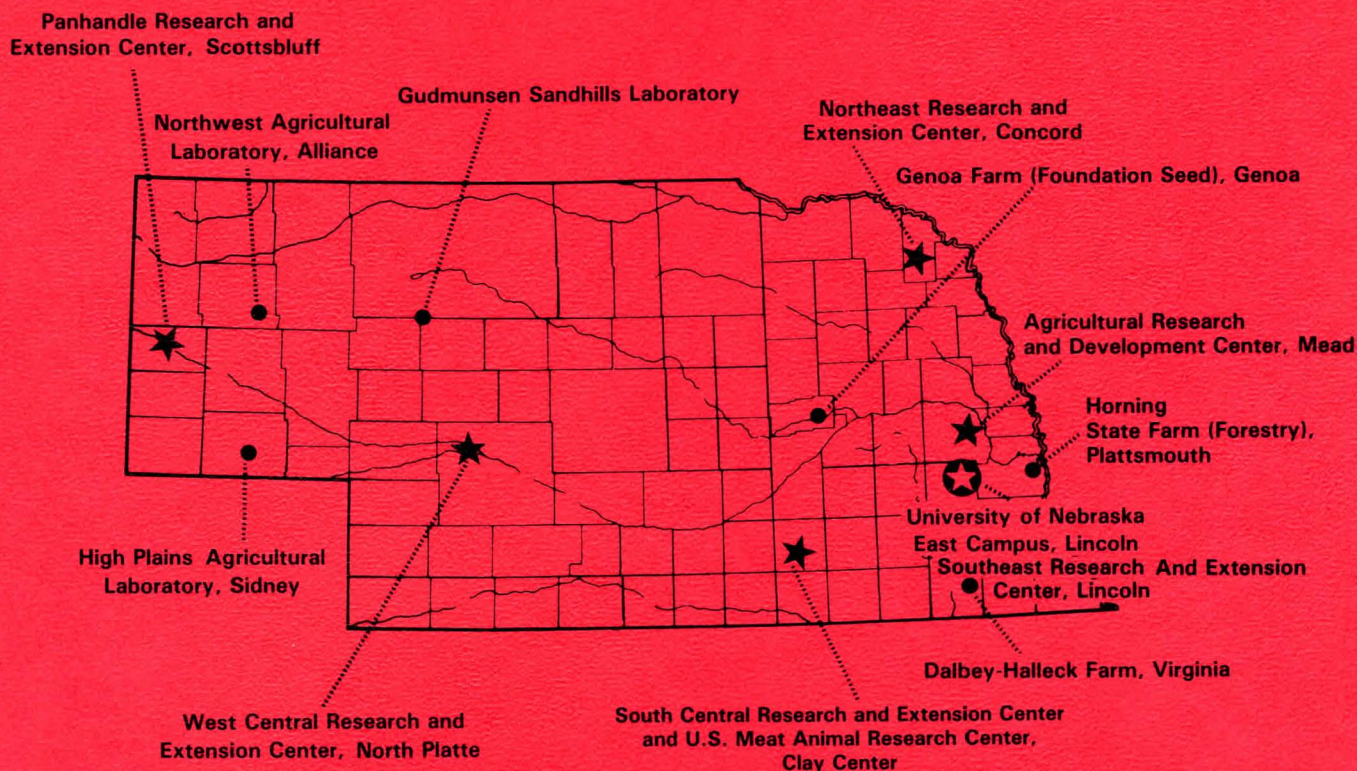 Panhandle Research and
Extension Center, Scottsbluff
Northwest Agricultural
Laboratory, Alliance
Gudmunsen Sandhills Laboratory
Northeast Research and
Extension Center, Concord
Genoa Farm (Foundation Seed), Genoa
Agricultural Research
and Development Center, Mead
Horning
State Farm (Forestry),
Plattsmouth
University of Nebraska
East Campus, Lincoln
Southeast Research And Extension
Center, Lincoln
High Plains Agricultural
Laboratory, Sidney
Dalbey-Halleck Farm, Virginia
West Central Research and
Extension Center, North Platte
South Central Research and Extension Center
and U.S. Meat Animal Research Center,
Clay Center